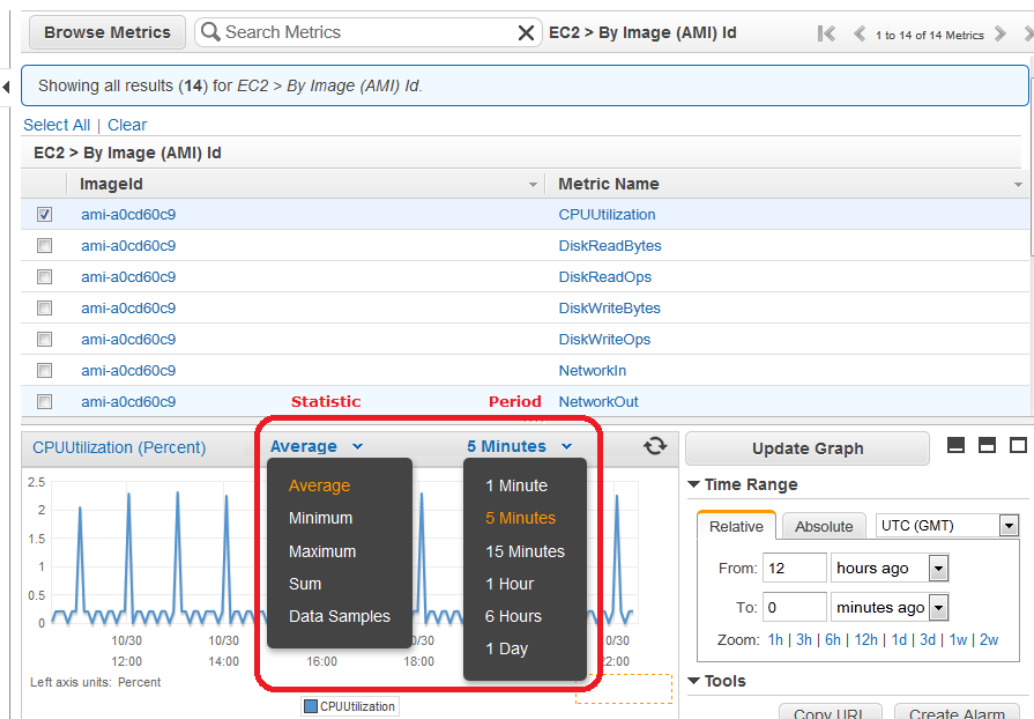 Browse Metrics Search Metrics EC2 > By Image (AMI) Id 1 to 14 of 14 Metrics
Showing all results (14) for EC2 > By Image (AMI) Id.
Select All | Clear
EC2 > By Image (AMI) Id
ImageId Metric Name
ami-a0cd60c9 CPUUtilization
ami-a0cd60c9 DiskReadBytes
ami-a0cd60c9 DiskReadOps
ami-a0cd60c9 DiskWriteBytes
ami-a0cd60c9 DiskWriteOps
ami-a0cd60c9 NetworkIn
ami-a0cd60c9 Statistic Period NetworkOut
CPUUtilization (Percent) Average 5 Minutes
Average
Minimum
Maximum
Sum
Data Samples
1 Minute
5 Minutes
15 Minutes
1 Hour
6 Hours
1 Day
2.5
2
1.5
1
0.5
0
10/30 10/30 0/30 0/30
12:00 14:00 16:00 18:00 22:00
Left axis units: Percent
CPUUtilization
Update Graph
Time Range
Relative Absolute UTC (GMT)
From: 12 hours ago
To: 0 minutes ago
Zoom: 1h | 3h | 6h | 12h | 1d | 3d | 1w | 2w
Tools
Copy URL Create Alarm